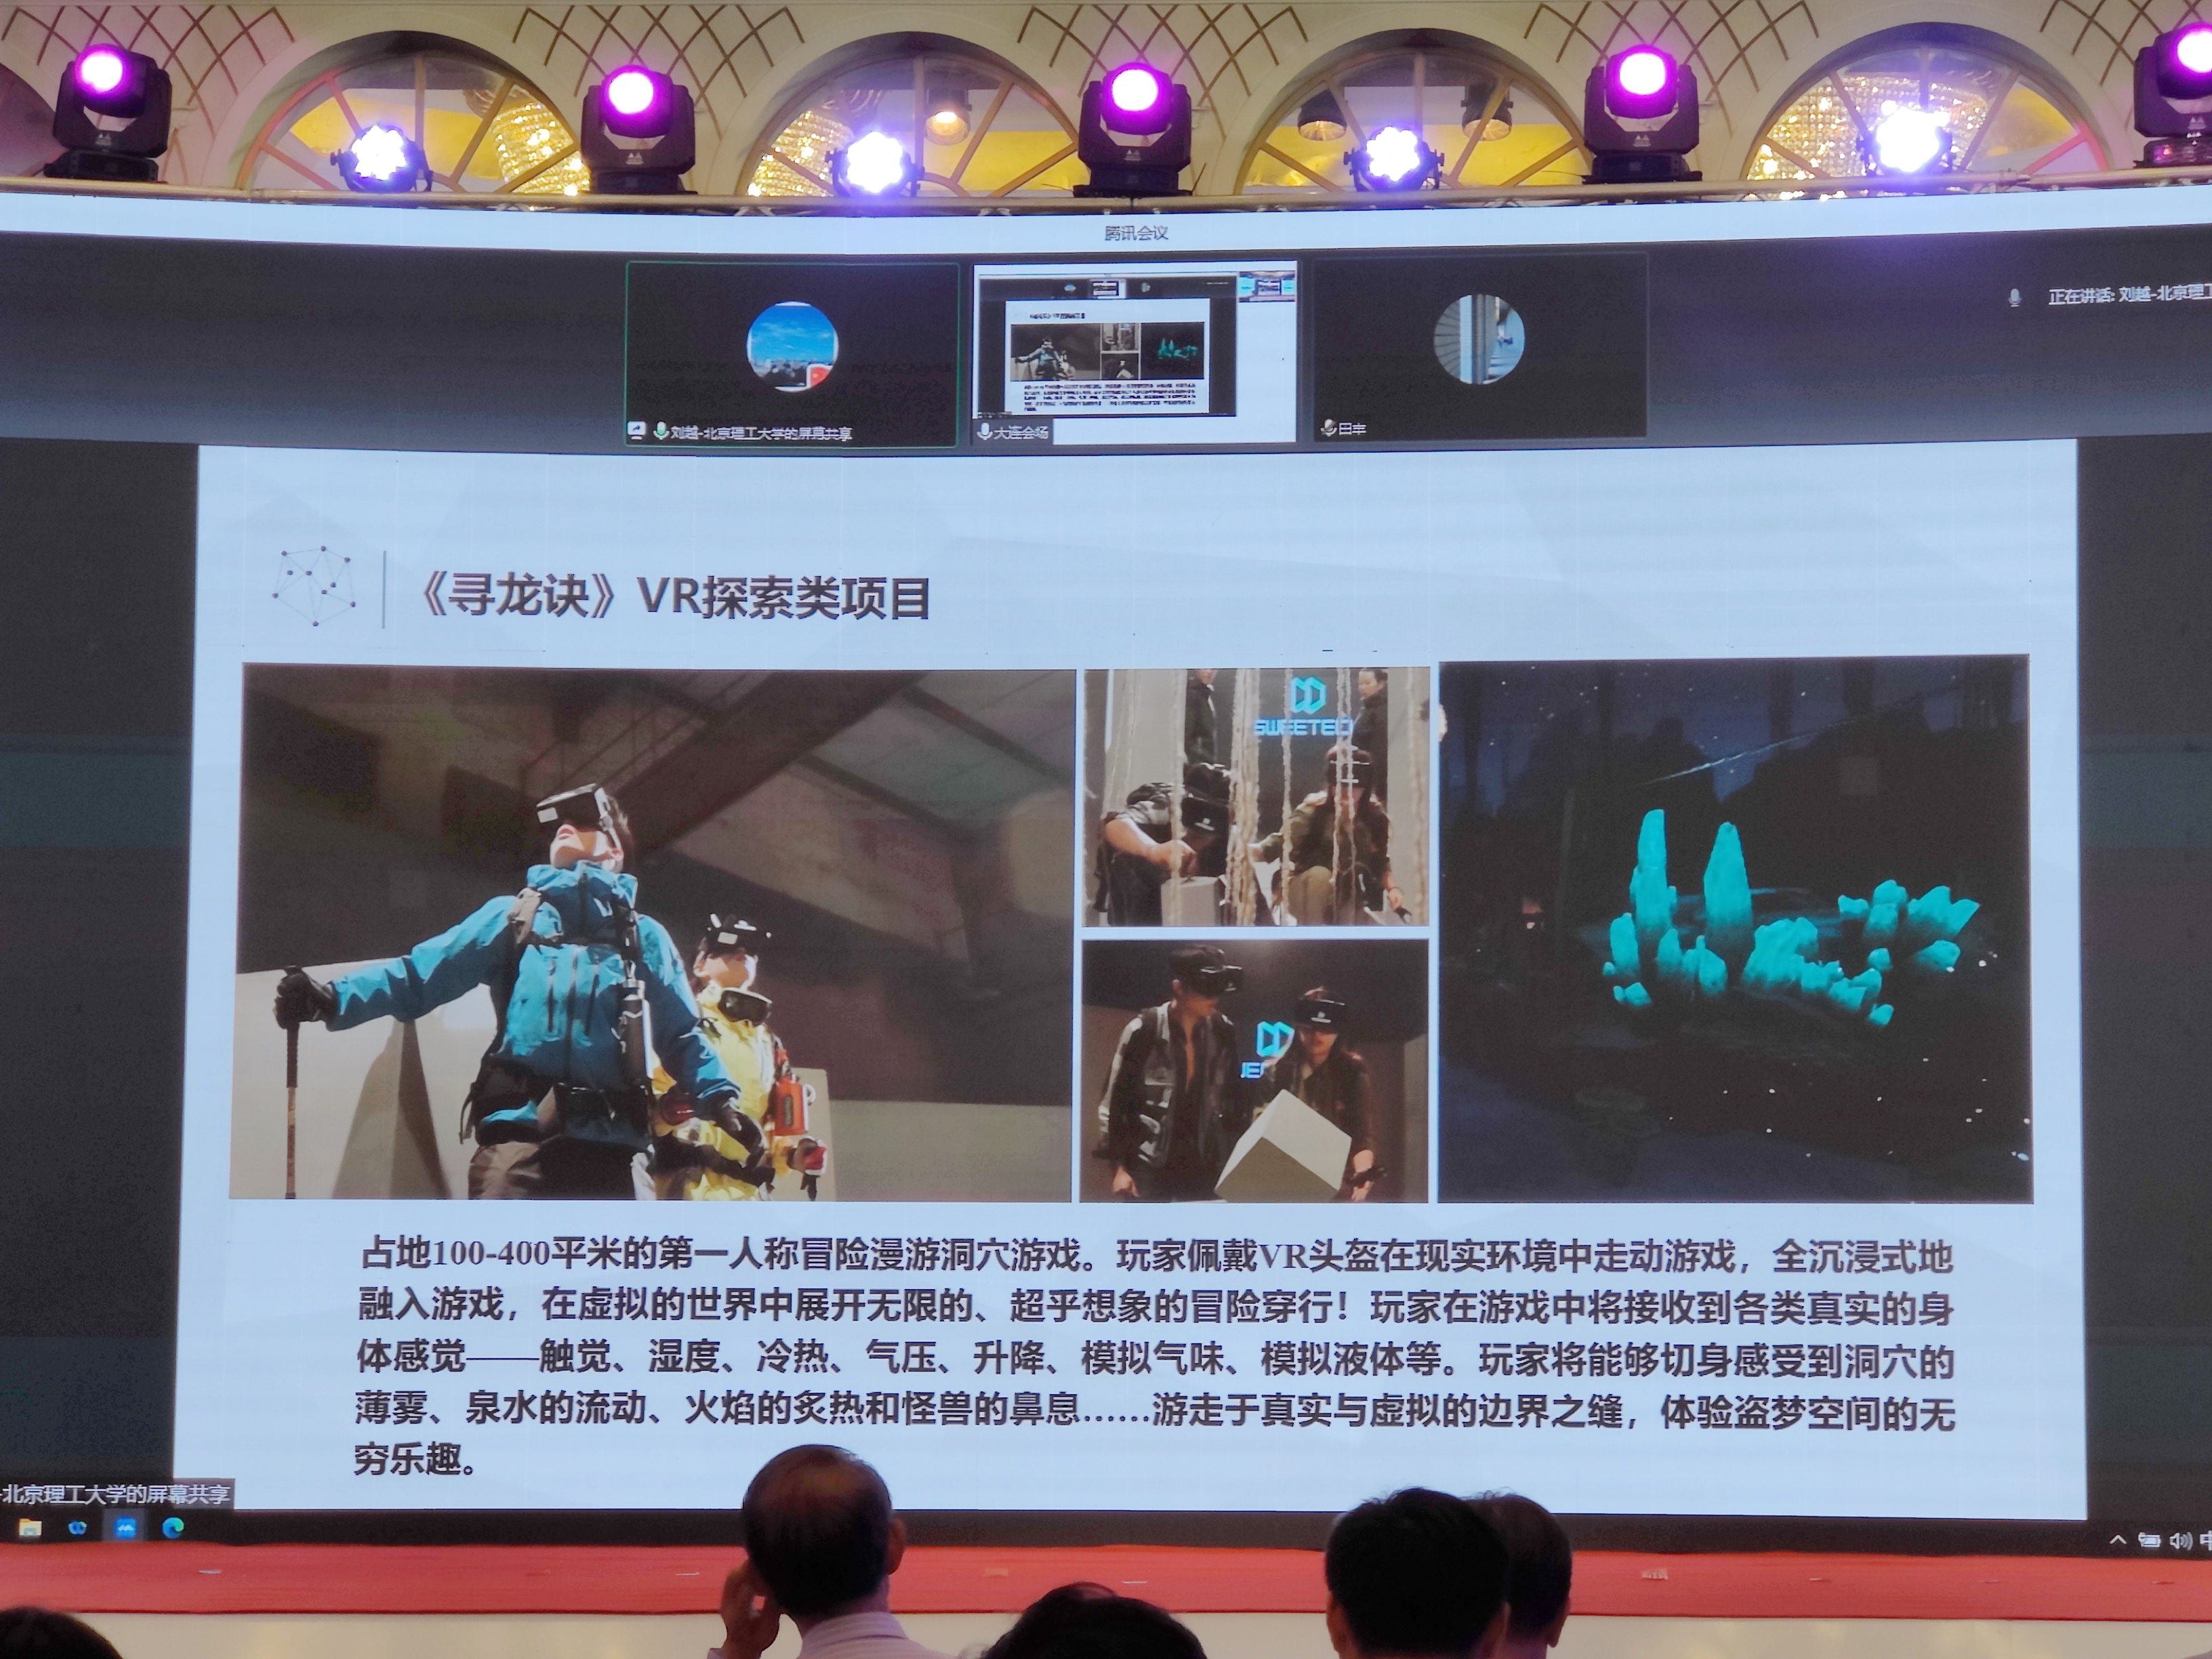 腾讯会议
正在讲话: 刘越-北京理工
刘越-北京理工大学的屏幕共享
大连会场
田丰
《寻龙诀》VR探索类项目
占地100-400平米的第一人称冒险漫游洞穴游戏。玩家佩戴VR头盔在现实环境中走动游戏，全沉浸式地
融入游戏，在虚拟的世界中展开无限的、超乎想象的冒险穿行！玩家在游戏中将接收到各类真实的身
体感觉——触觉、湿度、冷热、气压、升降、模拟气味、模拟液体等。玩家将能够切身感受到洞穴的
薄雾、泉水的流动、火焰的炙热和怪兽的鼻息……游走于真实与虚拟的边界之缝，体验盗梦空间的无
穷乐趣。
-北京理工大学的屏幕共享
中